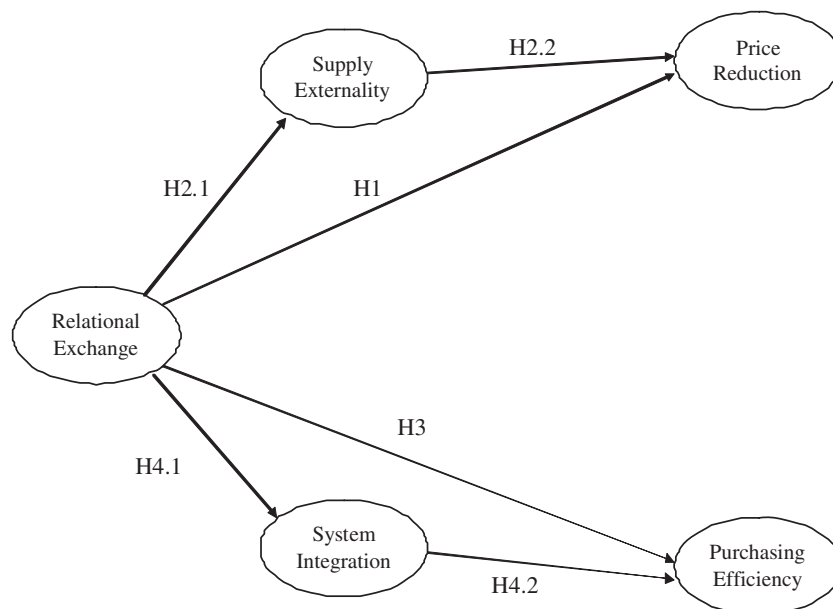 Supply
Externality
H2.2
Price
Reduction
H2.1
H1
Relational
Exchange
H3
H4.1
System
Integration
H4.2
Purchasing
Efficiency